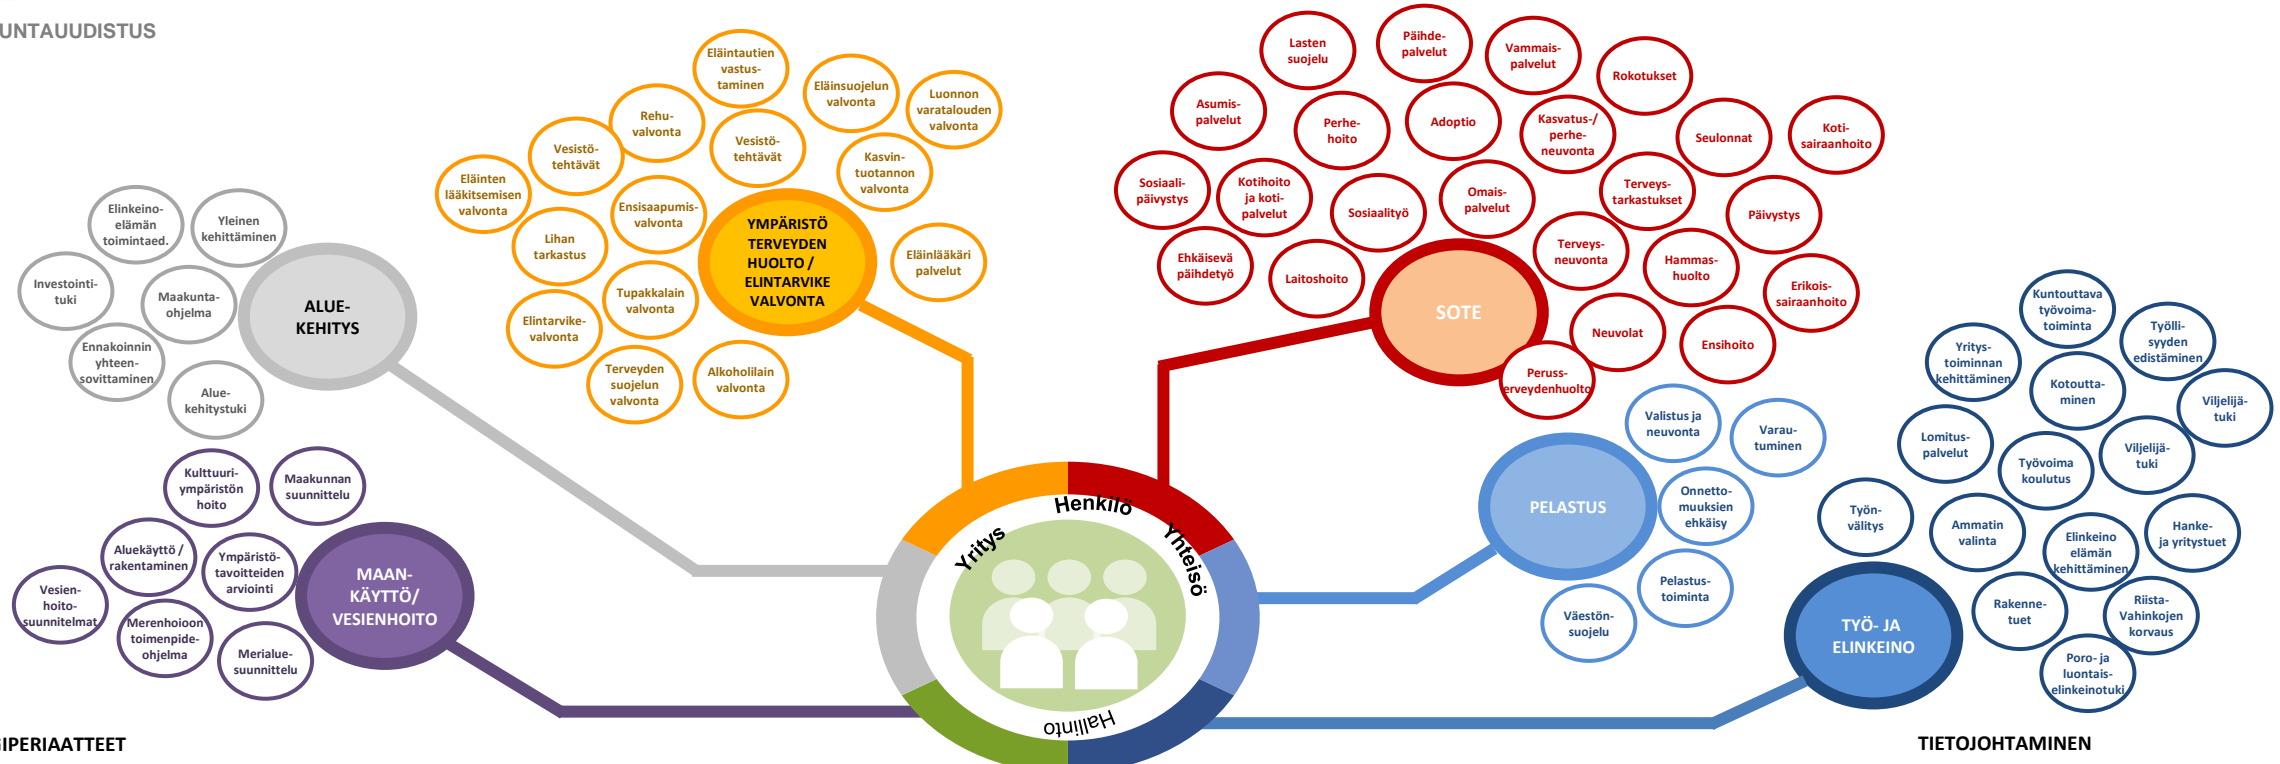 UNTAUUDISTUS
Elinkeino-
elämän
toimintaed.
Yleinen
kehittäminen
Investointi-
tuki
Maakunta-
ohjelma
Ennakoinnin
yhteen-
sovittaminen
Alue-
kehitystuki
ALUE-
KEHITYS
Eläintautien
vastus-
taminen
Eläinsuojelun
valvonta
Luonnon
varatalouden
valvonta
Rehu-
valvonta
Vesistö-
tehtävät
Vesistö-
tehtävät
Kasvin-
tuotannon
valvonta
Eläinten
lääkitsemisen
valvonta
Ensisaapumis-
valvonta
Lihan
tarkastus
Eläinlääkäri
palvelut
Tupakkalain
valvonta
Elintarvike-
valvonta
Terveyden
suojelun
valvonta
Alkoholilain
valvonta
YMPÄRISTÖ
TERVEYDEN
HUOLTO /
ELINTARVIKE
VALVONTA
Lasten
suojelu
Päihde-
palvelut
Vammais-
palvelut
Rokotukset
Asumis-
palvelut
Perhe-
hoito
Adoptio
Kasvatus-/
perhe-
neuvonta
Seulonnat
Koti-
sairaanhoito
Sosiaali-
päivystys
Kotihoito
ja koti-
palvelut
Sosiaalityö
Omais-
palvelut
Terveys-
tarkastukset
Päivystys
Ehkäisevä
päihdetyö
Laitoshoito
Terveys-
neuvonta
Hammas-
huolto
Erikois-
sairaanhoito
Neuvolat
Ensihoito
Peruss-
erveydenhuolto
SOTE
Valistus ja
neuvonta
Varau-
tuminen
Onnetto-
muuksien
ehkäisy
Pelastus-
toiminta
Väestön-
suojelu
PELASTUS
Kuntouttava
työvoima-
toiminta
Työlli-
syyden
edistäminen
Yritys-
toiminnan
kehittäminen
Kotoutta-
minen
Viljelijä-
tuki
Lomitus-
palvelut
Työvoima
koulutus
Viljelijä-
tuki
Työn-
välitys
Ammatin
valinta
Elinkeino
elämän
kehittäminen
Hanke-
ja yritystuet
Rakenne-
tuet
Riista-
Vahinkojen
korvaus
Poro- ja
luontais-
elinkeinotuki
TYÖ- JA
ELINKEINO
Kulttuuri-
ympäristön
hoito
Maakunnan
suunnittelu
Aluekäyttö /
rakentaminen
Ympäristö-
tavoitteiden
arviointi
Vesien-
hoito-
suunnitelmat
Merenhoioon
toimenpide-
ohjelma
Merialue-
suunnittelu
MAAN-
KÄYTTÖ/
VESIENHOITO
Yritys
Henkilö
Yhteisö
Hallinto
IPERIAATTEET
TIETOJOHTAMINEN